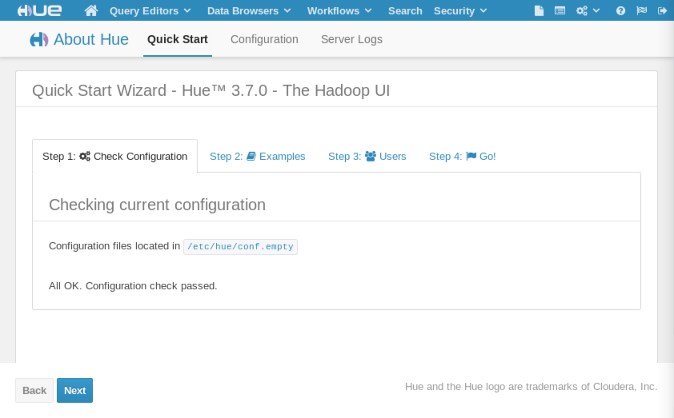 HUE Query Editors Data Browsers Workflows Search Security
About Hue Quick Start Configuration Server Logs
Quick Start Wizard - Hue™ 3.7.0 - The Hadoop UI
Step 1: Check Configuration Step 2: Examples Step 3: Users Step 4: Go!
Checking current configuration
Configuration files located in /etc/hue/conf.empty
All OK. Configuration check passed.
Back Next Hue and the Hue logo are trademarks of Cloudera, Inc.